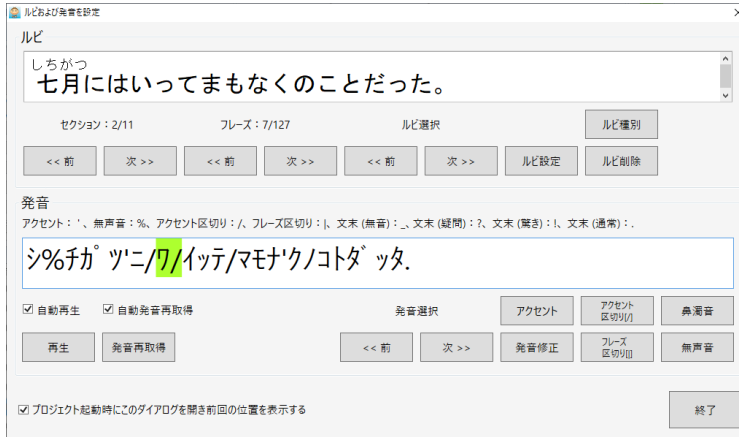 ルビおよび発音を設定
ルビ
しちがつ
七月にはいってまもなくのことだった。
セクション：2/11 フレーズ：7/127 ルビ選択 ルビ種別
<< 前 次 >> << 前 次 >> << 前 次 >> ルビ設定 ルビ削除
発音
アクセント： '、無声音：%、アクセント区切り：/、フレーズ区切り：|、文末 (無音)：_、文末 (疑問)：?、文末 (驚き)：!、文末 (通常)：.
シ%チカ゚ツ'ニ/ワ/イッテ/マモナ'クノコトダッタ.
自動再生 自動発音再取得 発音選択 アクセント アクセント区切り[/] 鼻濁音
再生 発音再取得 << 前 次 >> 発音修正 フレーズ区切り[|] 無声音
プロジェクト起動時にこのダイアログを開き前回の位置を表示する 終了